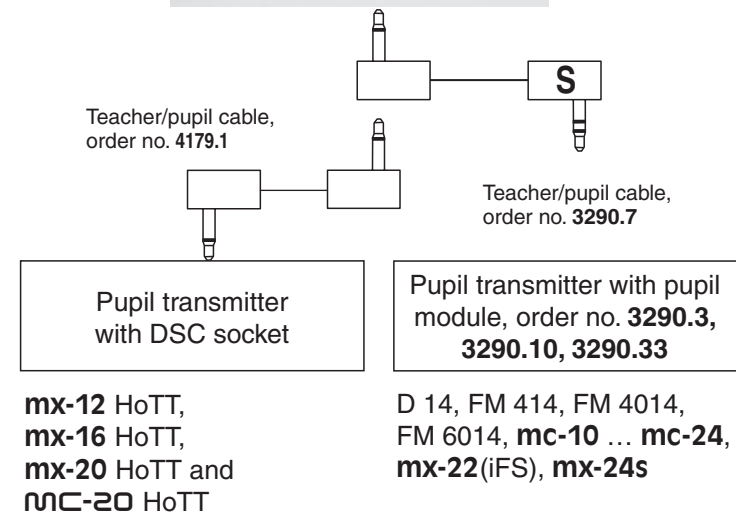 S
Teacher/pupil cable,
order no. 4179.1
Teacher/pupil cable,
order no. 3290.7
Pupil transmitter
with DSC socket
Pupil transmitter with pupil
module, order no. 3290.3,
3290.10, 3290.33
mx-12 HoTT,
mx-16 HoTT,
mx-20 HoTT and
MC-20 HoTT
D 14, FM 414, FM 4014,
FM 6014, mc-10 … mc-24,
mx-22(iFS), mx-24s